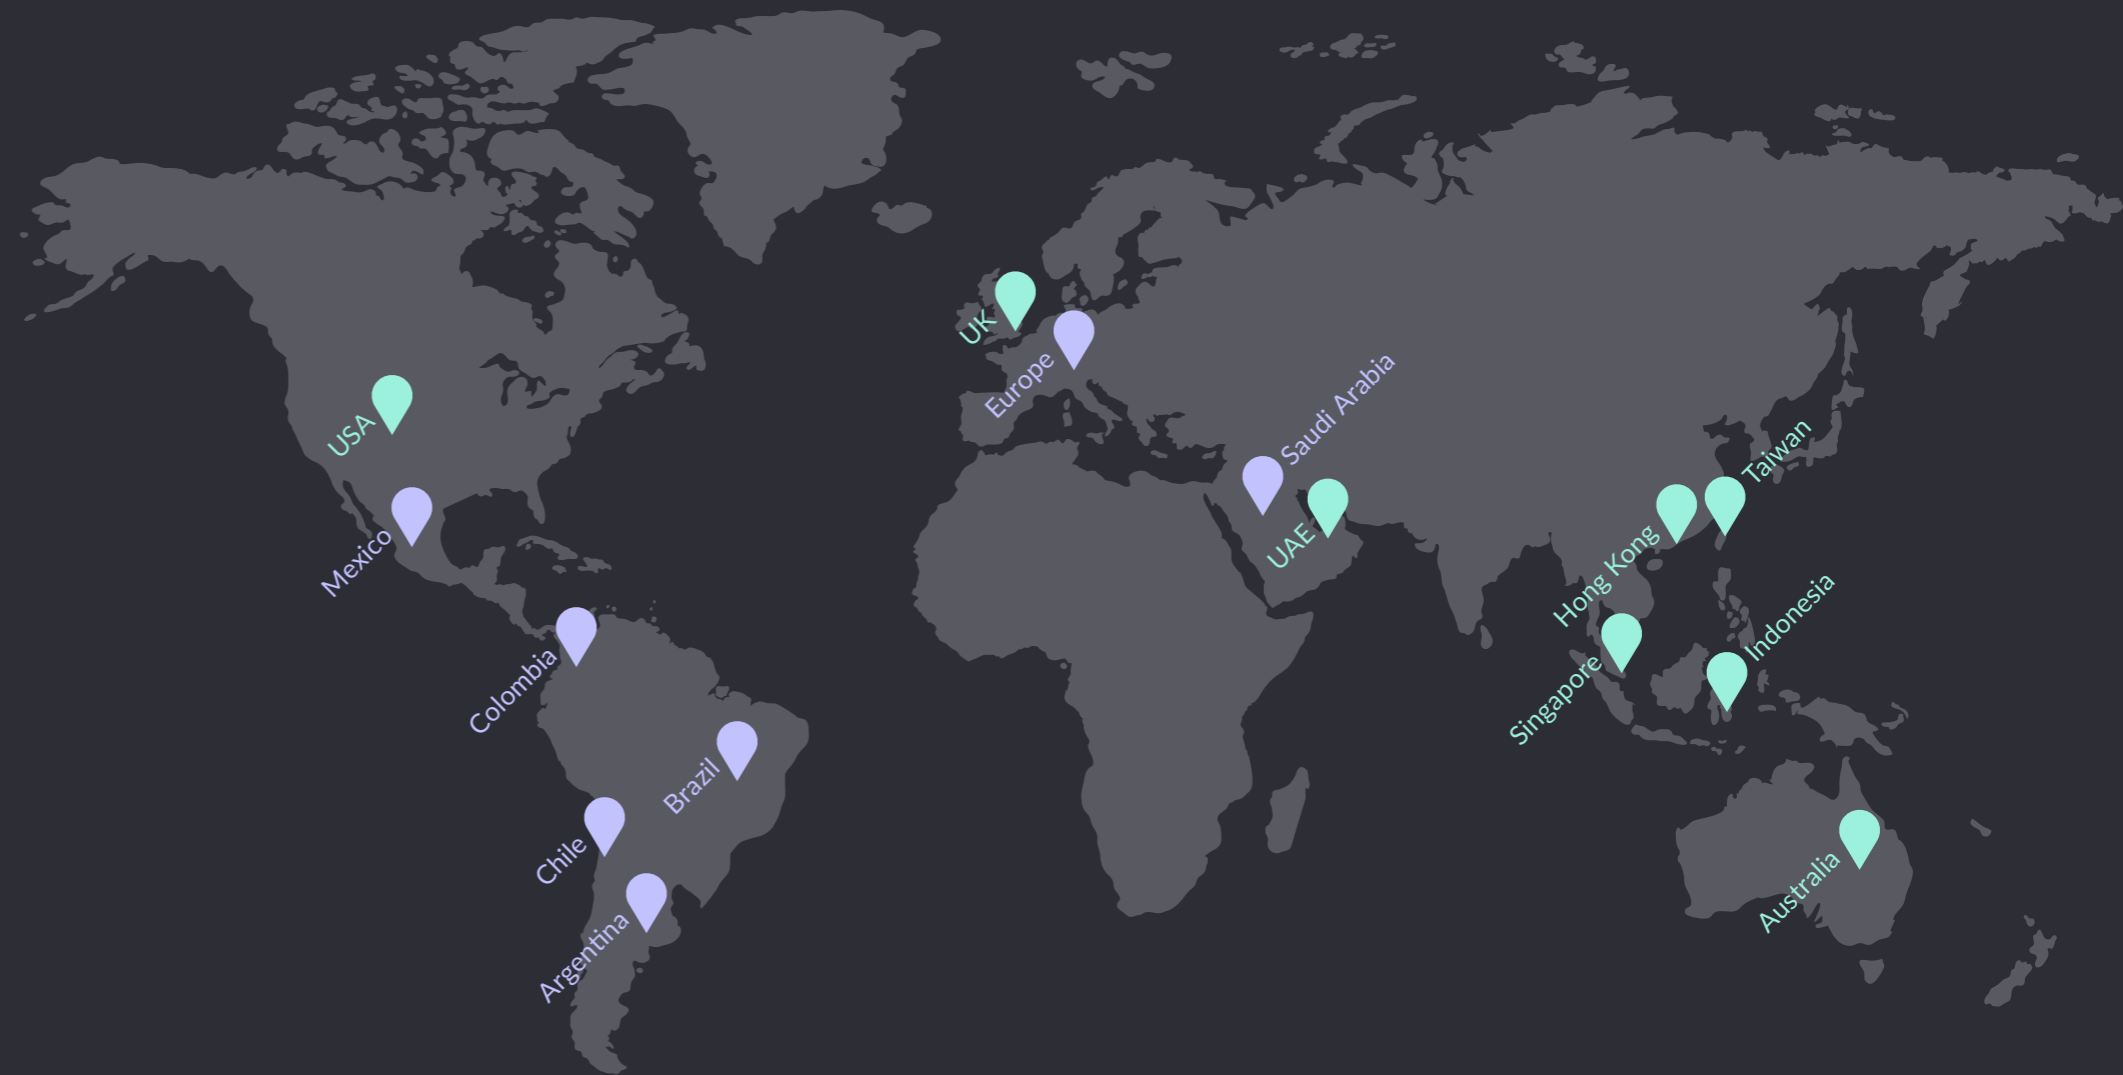 UK
Europe
USA
Saudi Arabia
Taiwan
Mexico
UAE
Hong Kong
Indonesia
Colombia
Singapore
Brazil
Chile
Australia
Argentina